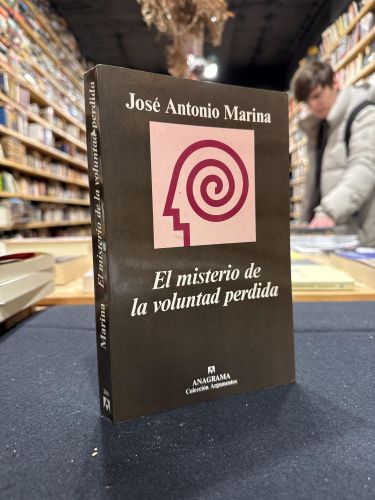 José Antonio Marina
El misterio de
la voluntad perdida
ANAGRAMA
Colección Argumentos
Marina El misterio de la voluntad perdida